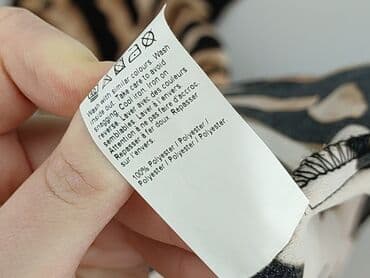 Wash with similar colours. Wash
inside out. Take care to avoid
snagging. Cool iron. Iron on
reverse. Laver avec des couleurs
semblables. Laver à l'envers.
Attention à ne pas faire d'accroc.
Repasser à fer doux. Repasser
sur l'envers.
100% Polyester / Polyester /
Polyester / Polyester / Polyester